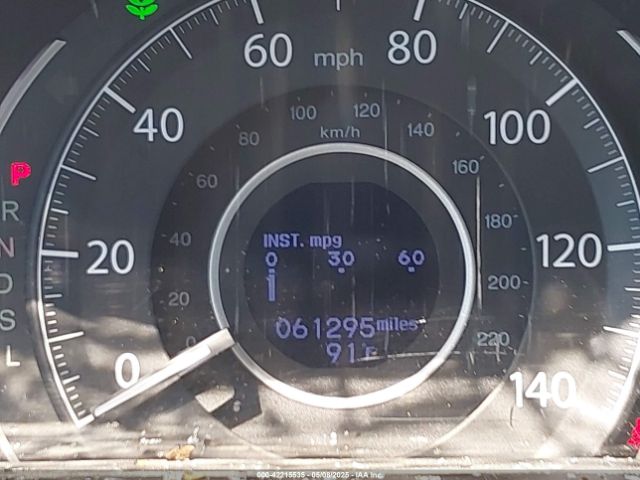 60 mph 80
40 100
20 120
0 140
100 120
80 km/h 140
60 160
40 180
20 200
0 220
P
R
N
D
S
L
INST. mpg
0 30 60
061295 miles
91 F
000-42215535 - 05/08/2025 - IAA Inc.